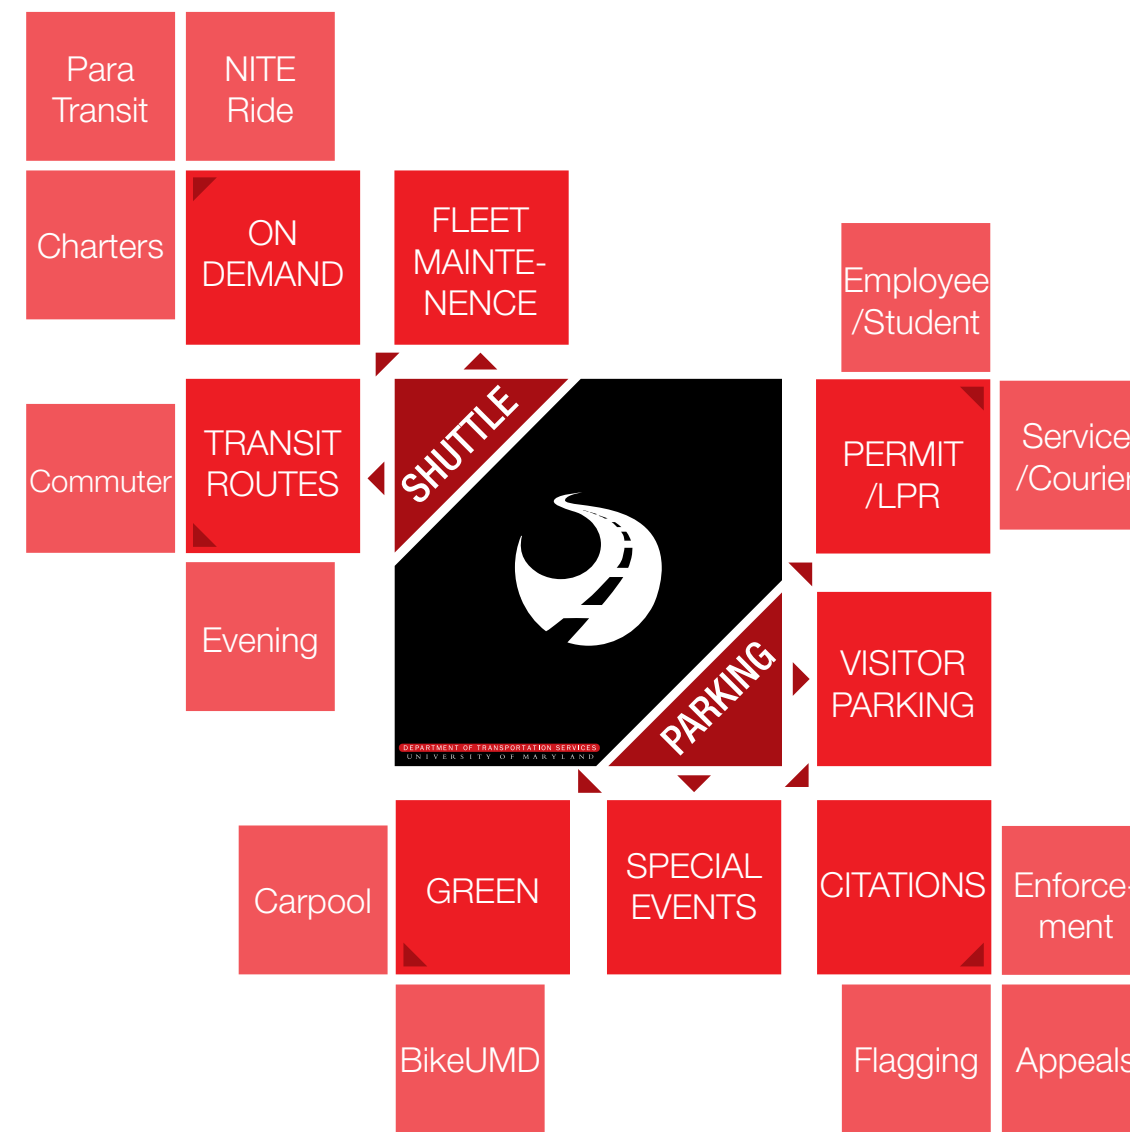 Para
Transit
NITE
Ride
Charters
ON
DEMAND
FLEET
MAINTE-
NENCE
Employee
/Student
Commuter
TRANSIT
ROUTES
SHUTTLE
PERMIT
/LPR
Service
/Courier
Evening
PARKING
VISITOR
PARKING
DEPARTMENT OF TRANSPORTATION SERVICES
UNIVERSITY OF MARYLAND
Carpool
GREEN
SPECIAL
EVENTS
CITATIONS
Enforce-
ment
BikeUMD
Flagging
Appeals